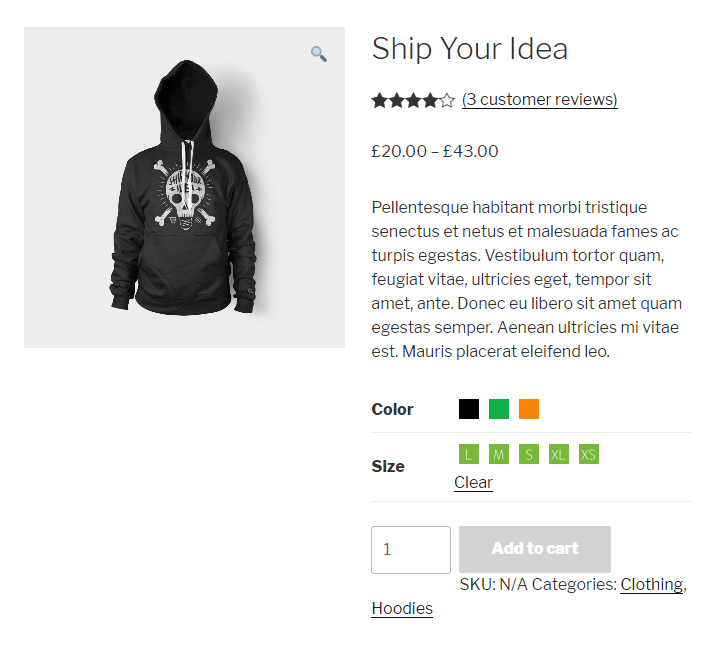 SHIP YOUR
IDEA
Ship Your Idea
(3 customer reviews)
£20.00 – £43.00
Pellentesque habitant morbi tristique
senectus et netus et malesuada fames ac
turpis egestas. Vestibulum tortor quam,
feugiat vitae, ultricies eget, tempor sit
amet, ante. Donec eu libero sit amet quam
egestas semper. Aenean ultricies mi vitae
est. Mauris placerat eleifend leo.
Color
Size L M S XL XS
Clear
1 Add to cart
SKU: N/A Categories: Clothing,
Hoodies